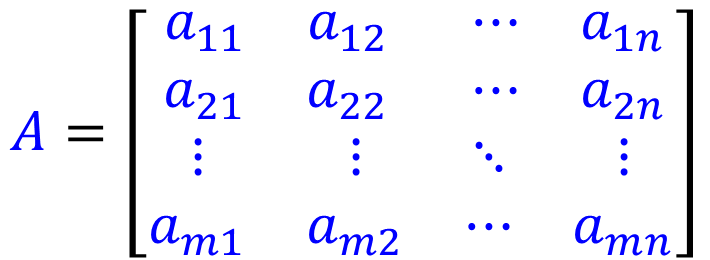 a₁₁ a₁₂ ⋯ a₁ₙ
a₂₁ a₂₂ ⋯ a₂ₙ
A = ⋮ ⋮ ⋱ ⋮
aₘ₁ aₘ₂ ⋯ aₘₙ